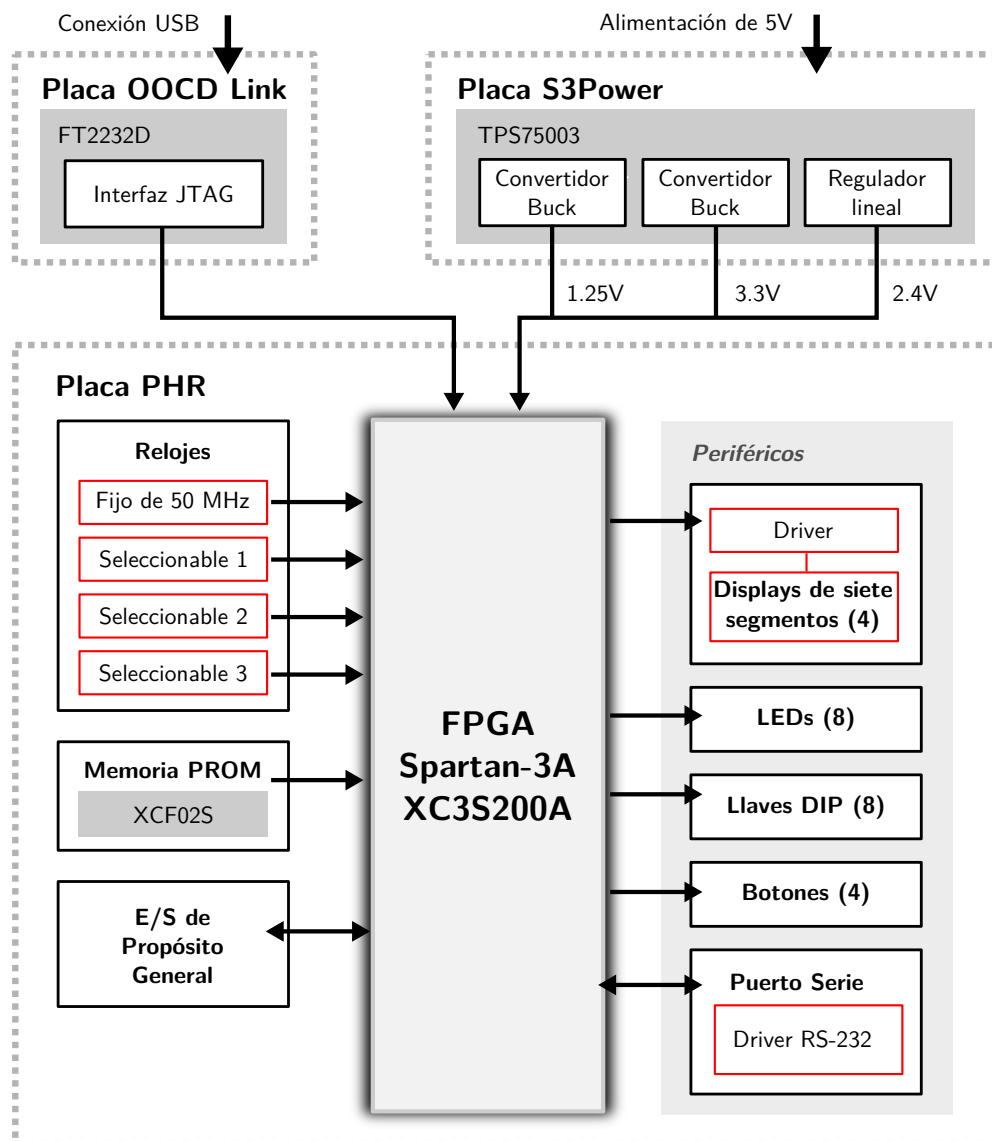 Conexión USB
Alimentación de 5V
Placa OOCD Link
FT2232D
Interfaz JTAG
Placa S3Power
TPS75003
Convertidor
Buck
Convertidor
Buck
Regulador
lineal
1.25V
3.3V
2.4V
Placa PHR
Relojes
Fijo de 50 MHz
Seleccionable 1
Seleccionable 2
Seleccionable 3
Memoria PROM
XCF02S
E/S de
Propósito
General
FPGA
Spartan-3A
XC3S200A
Periféricos
Driver
Displays de siete
segmentos (4)
LEDs (8)
Llaves DIP (8)
Botones (4)
Puerto Serie
Driver RS-232